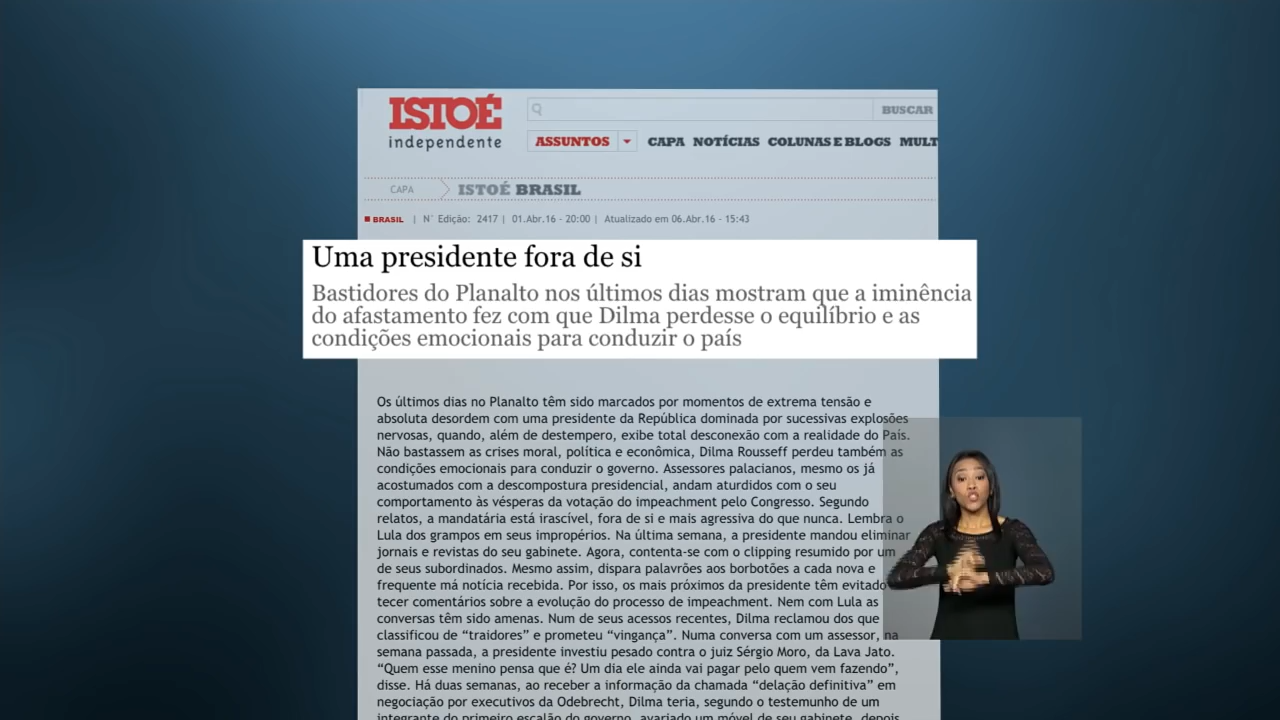 ISTOÉ
independente
BUSCAR
ASSUNTOS CAPA NOTÍCIAS COLUNAS E BLOGS MULT
CAPA ISTOÉ BRASIL
BRASIL | N° Edição: 2417 | 01.Abr.16 - 20:00 | Atualizado em 06.Abr.16 - 15:43
Uma presidente fora de si
Bastidores do Planalto nos últimos dias mostram que a iminência
do afastamento fez com que Dilma perdesse o equilíbrio e as
condições emocionais para conduzir o país
Os últimos dias no Planalto têm sido marcados por momentos de extrema tensão e
absoluta desordem com uma presidente da República dominada por sucessivas explosões
nervosas, quando, além de destempero, exibe total desconexão com a realidade do País.
Não bastassem as crises moral, política e econômica, Dilma Rousseff perdeu também as
condições emocionais para conduzir o governo. Assessores palacianos, mesmo os já
acostumados com a descompostura presidencial, andam aturdidos com o seu
comportamento às vésperas da votação do impeachment pelo Congresso. Segundo
relatos, a mandatária está irascível, fora de si e mais agressiva do que nunca. Lembra o
Lula dos grampos em seus impropérios. Na última semana, a presidente mandou eliminar
jornais e revistas do seu gabinete. Agora, contenta-se com o clipping resumido por um
de seus subordinados. Mesmo assim, dispara palavrões aos borbotões a cada nova e
frequente má notícia recebida. Por isso, os mais próximos da presidente têm evitado
tecer comentários sobre a evolução do processo de impeachment. Nem com Lula as
conversas têm sido amenas. Num de seus acessos recentes, Dilma reclamou dos que
classificou de “traidores” e prometeu “vingança”. Numa conversa com um assessor, na
semana passada, a presidente investiu pesado contra o juiz Sérgio Moro, da Lava Jato.
“Quem esse menino pensa que é? Um dia ele ainda vai pagar pelo quem vem fazendo”,
disse. Há duas semanas, ao receber a informação da chamada “delação definitiva” em
negociação por executivos da Odebrecht, Dilma teria, segundo o testemunho de um
integrante do primeiro escalão do governo, avariado um móvel de seu gabinete, depois